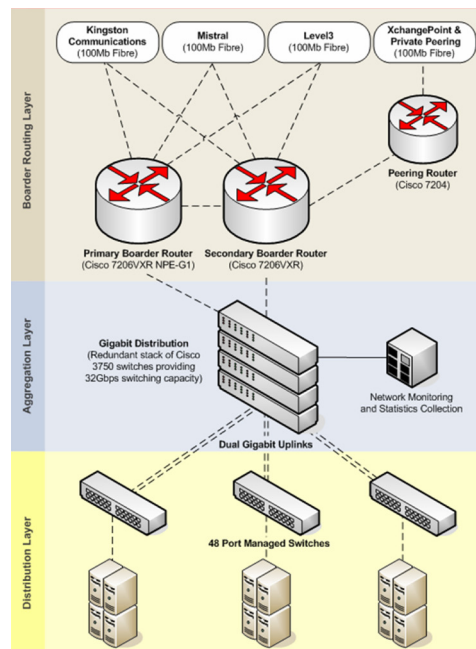 Kingston
Communications
(100Mb Fibre)
Mistral
(100Mb Fibre)
Level3
(100Mb Fibre)
XchangePoint &
Private Peering
(100Mb Fibre)
Boarder Routing Layer
Peering Router
(Cisco 7204)
Primary Boarder Router
(Cisco 7206VXR NPE-G1)
Secondary Boarder Router
(Cisco 7206VXR)
Aggregation Layer
Gigabit Distribution
(Redundant stack of Cisco
3750 switches providing
32Gbps switching capacity)
Network Monitoring
and Statistics Collection
Dual Gigabit Uplinks
Distribution Layer
48 Port Managed Switches